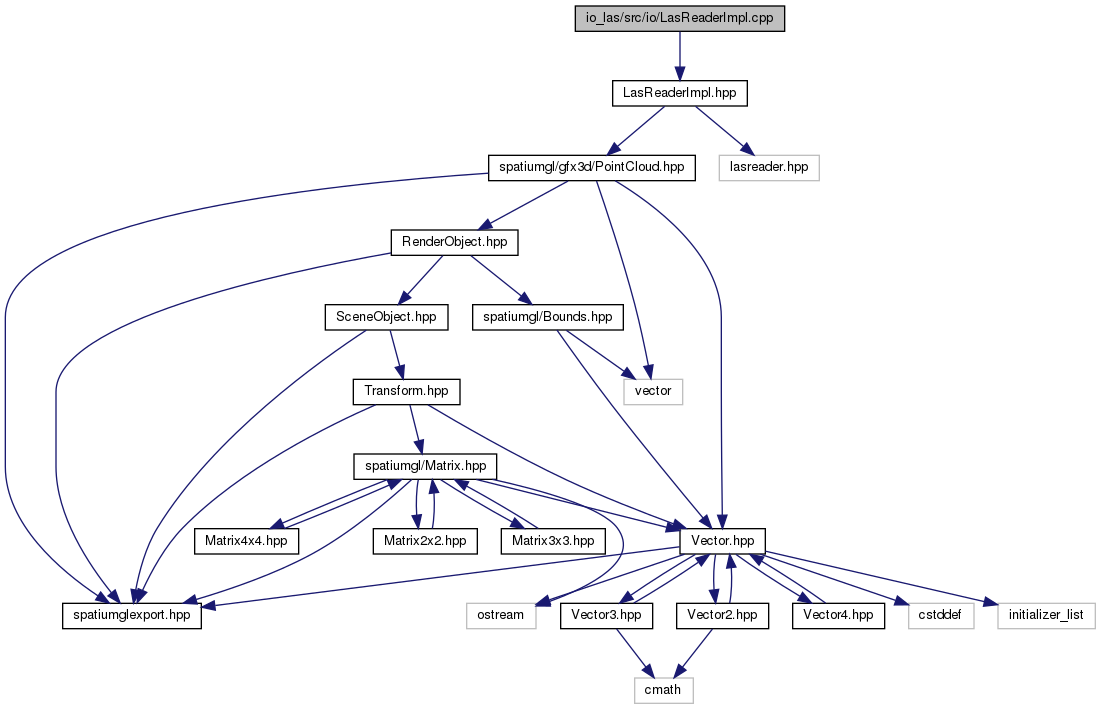 io_las/src/io/LasReaderImpl.cpp
LasReaderImpl.hpp
spatiumgl/gfx3d/PointCloud.hpp
lasreader.hpp
RenderObject.hpp
SceneObject.hpp
spatiumgl/Bounds.hpp
Transform.hpp
vector
spatiumgl/Matrix.hpp
Matrix4x4.hpp
Matrix2x2.hpp
Matrix3x3.hpp
Vector.hpp
spatiumglexport.hpp
ostream
Vector3.hpp
Vector2.hpp
Vector4.hpp
cstddef
initializer_list
cmath